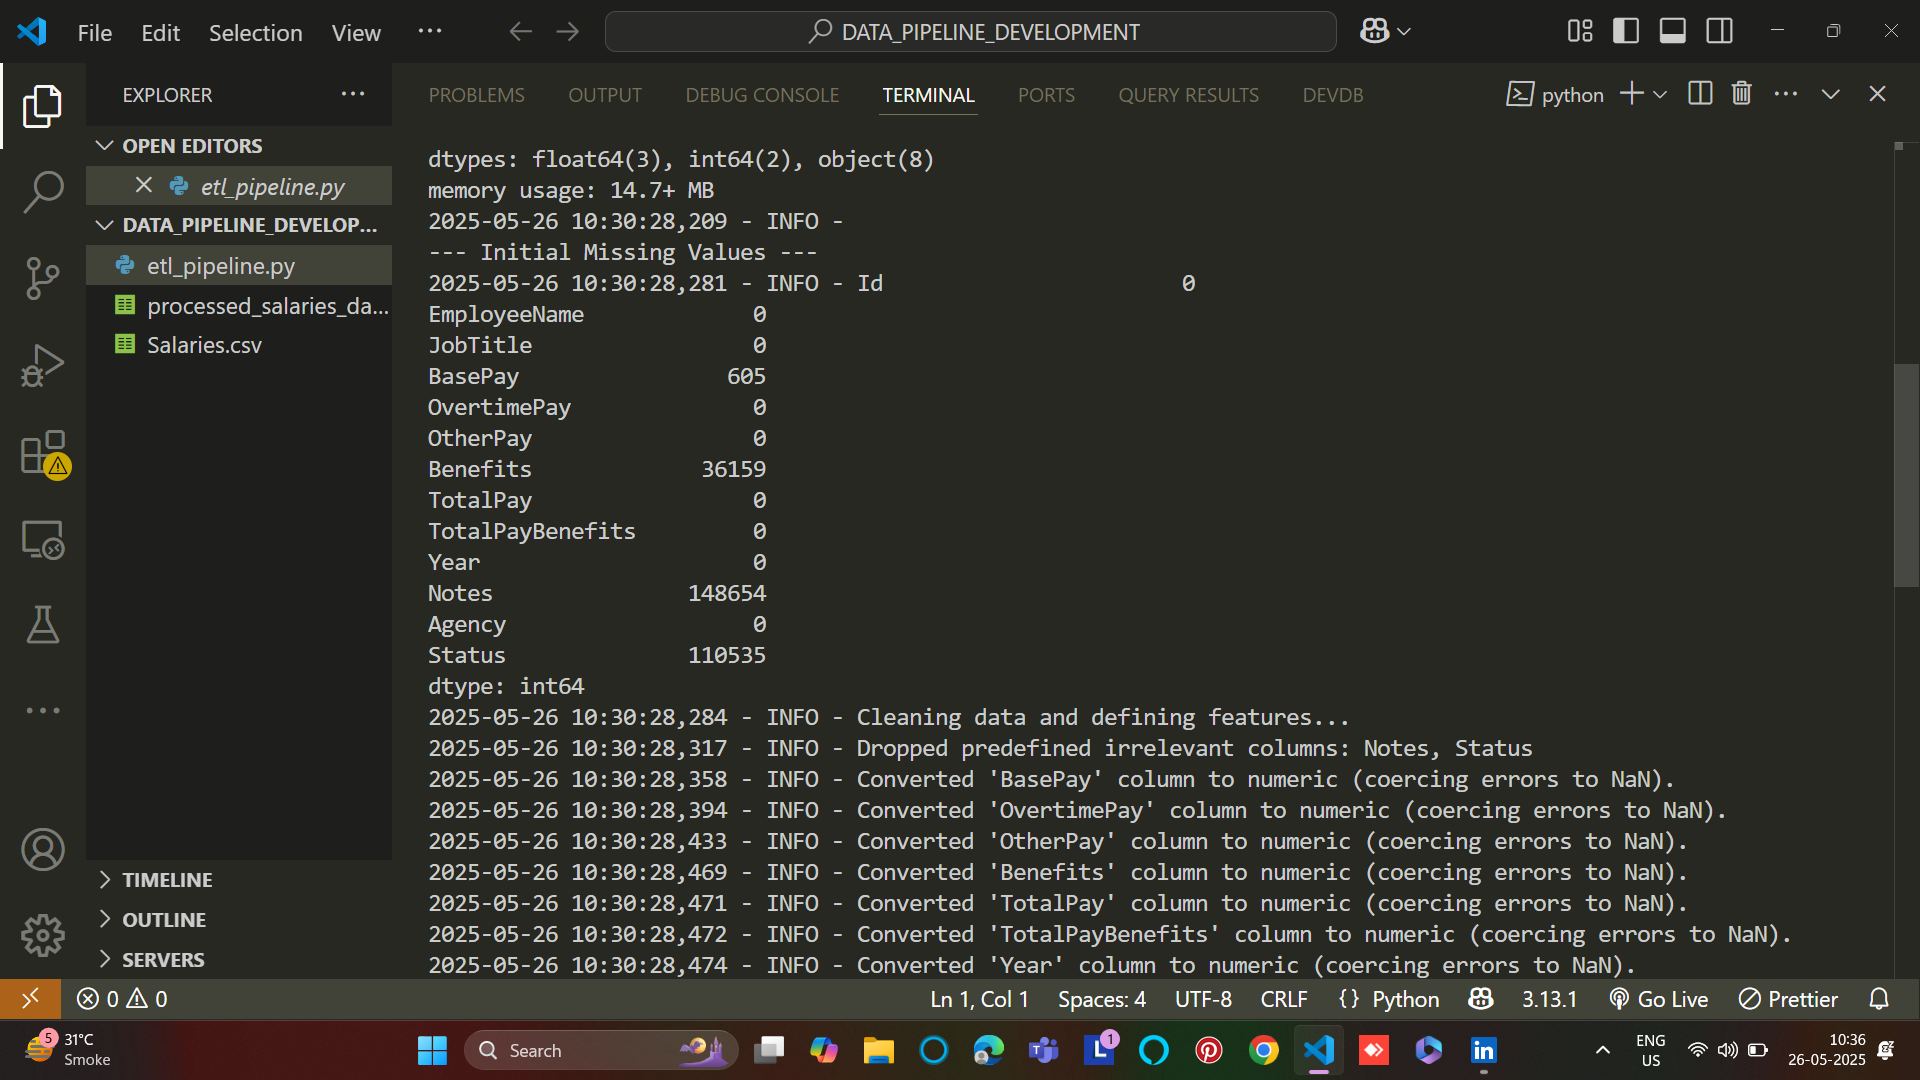 File Edit Selection View ...
DATA_PIPELINE_DEVELOPMENT
EXPLORER ...
OPEN EDITORS
etl_pipeline.py
DATA_PIPELINE_DEVELOP...
etl_pipeline.py
processed_salaries_da...
Salaries.csv
TIMELINE
OUTLINE
SERVERS
PROBLEMS OUTPUT DEBUG CONSOLE TERMINAL PORTS QUERY RESULTS DEVDB
python
dtypes: float64(3), int64(2), object(8)
memory usage: 14.7+ MB
2025-05-26 10:30:28,209 - INFO -
--- Initial Missing Values ---
2025-05-26 10:30:28,281 - INFO - Id 0
EmployeeName 0
JobTitle 0
BasePay 605
OvertimePay 0
OtherPay 0
Benefits 36159
TotalPay 0
TotalPayBenefits 0
Year 0
Notes 148654
Agency 0
Status 110535
dtype: int64
2025-05-26 10:30:28,284 - INFO - Cleaning data and defining features...
2025-05-26 10:30:28,317 - INFO - Dropped predefined irrelevant columns: Notes, Status
2025-05-26 10:30:28,358 - INFO - Converted 'BasePay' column to numeric (coercing errors to NaN).
2025-05-26 10:30:28,394 - INFO - Converted 'OvertimePay' column to numeric (coercing errors to NaN).
2025-05-26 10:30:28,433 - INFO - Converted 'OtherPay' column to numeric (coercing errors to NaN).
2025-05-26 10:30:28,469 - INFO - Converted 'Benefits' column to numeric (coercing errors to NaN).
2025-05-26 10:30:28,471 - INFO - Converted 'TotalPay' column to numeric (coercing errors to NaN).
2025-05-26 10:30:28,472 - INFO - Converted 'TotalPayBenefits' column to numeric (coercing errors to NaN).
2025-05-26 10:30:28,474 - INFO - Converted 'Year' column to numeric (coercing errors to NaN).
0 0
Ln 1, Col 1 Spaces: 4 UTF-8 CRLF {} Python 3.13.1 Go Live Prettier
5
31°C
Smoke
Search
1
ENG
US
10:36
26-05-2025